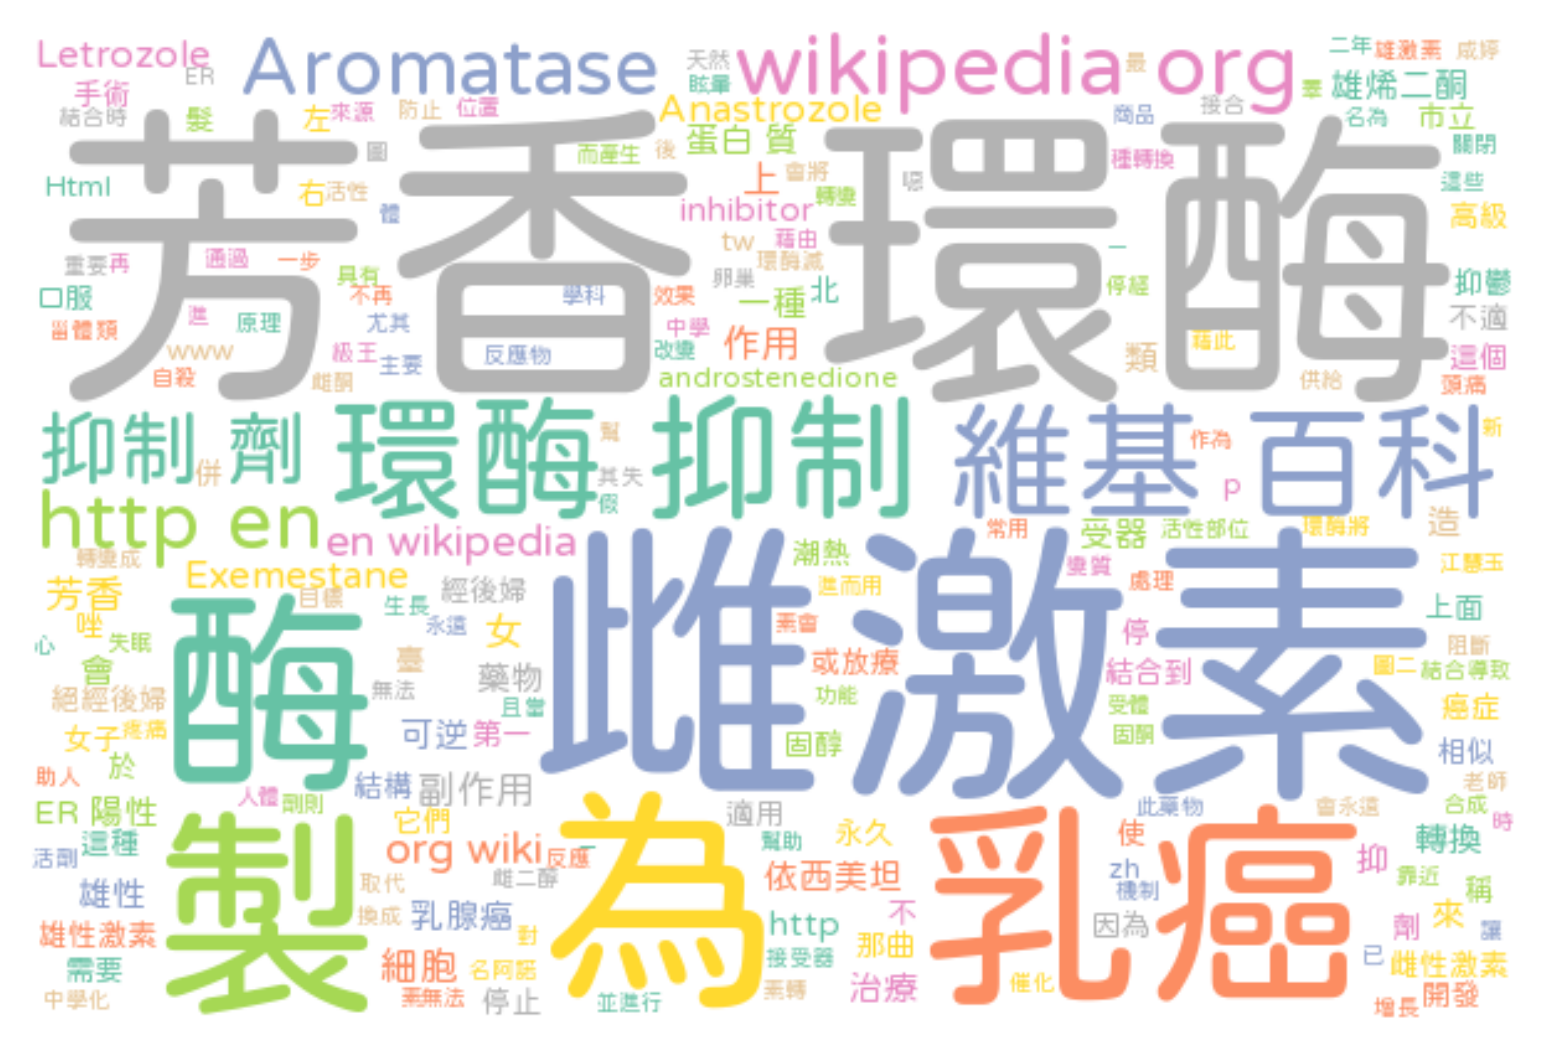 Letrozole
ER
手術
Aromatase
天然
眩暈
wikipedia org
最
二年
雄激素
成婷
睪
雄烯二酮
結合時
髮
左
來源
防止
位置
Anastrozole
商品
接合
名為
市立
芳香環酶
圖
而產生
後
蛋白質
種轉換
關閉
Html
右
活性
體
上
會將
轉變
這些
inhibitor
高級
tw
藉由
一
重要
再
通過
一步
具有
環酶減
卵巢
停經
抑鬱
口服
不再
學科
效果
一種
北
不適
甾體類
進
原理
尤其
中學
作用
藉此
www
級王
主要
反應物
改變
類
這個
自殺
雌酮
androstenedione
供給
頭痛
抑制劑
環酶抑制
維基百科
幫
作為
新
併
其失
假
p
http en
en wikipedia
常用
受器
活性部位
環酶將
造
轉變成
潮熱
變質
江慧玉
芳香
Exemestane
目標
生長
經後婦
進而用
處理
上面
唑
永遠
女
素會
停
阻斷
心
失眠
酶
雌激素
會
臺
無法
藥物
或放療
結合到
圖二
結合導致
絕經後婦
且當
功能
受體
癌症
女子
疼痛
可逆
第一
固醇
固酮
相似
助人
於
結構
副作用
老師
人體
劑則
此藥物
會永遠
合成
時
ER 陽性
它們
適用
這種
製
為
乳癌
永久
使
轉換
活劑
org wiki
反應
一
幫助
抑
雄性
取代
雌二醇
依西美坦
zh
機制
靠近
稱
換成
乳腺癌
http
不
因為
劑
來
讓
雄性激素
對
那曲
需要
細胞
名阿諾
接受器
已
雌性激素
中學化
素無法
停止
並進行
素轉
治療
催化
增長
開發